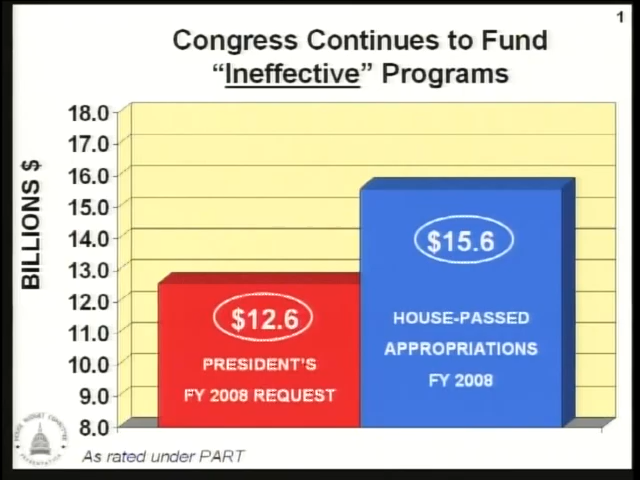 1
Congress Continues to Fund
“Ineffective” Programs
BILLIONS $
18.0
17.0
16.0
15.0
14.0
13.0
12.0
11.0
10.0
9.0
8.0
$12.6
PRESIDENT'S
FY 2008 REQUEST
$15.6
HOUSE-PASSED
APPROPRIATIONS
FY 2008
As rated under PART